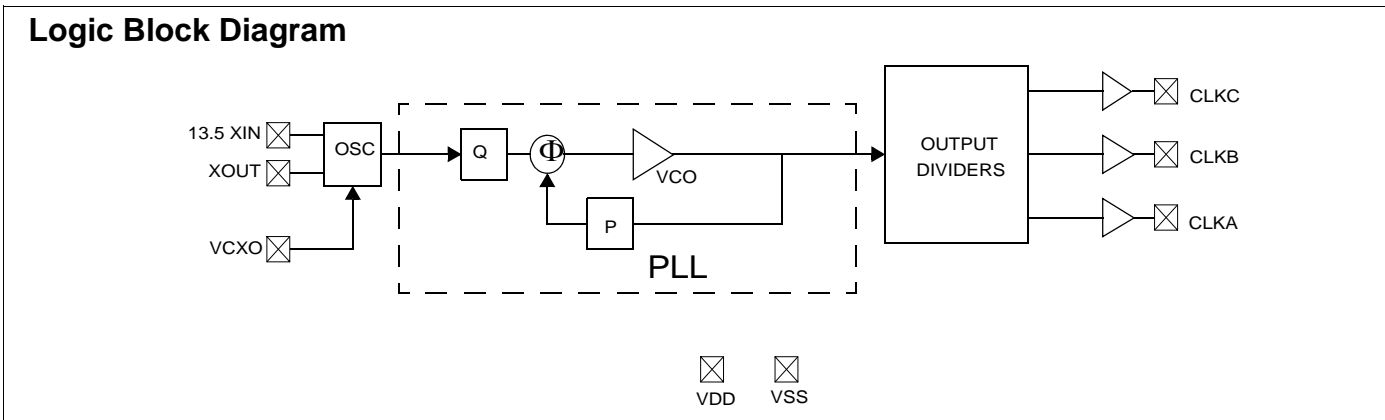 Logic Block Diagram
13.5 XIN
XOUT
VCXO
OSC
Q
Φ
VCO
P
PLL
OUTPUT
DIVIDERS
CLKC
CLKB
CLKA
VDD
VSS